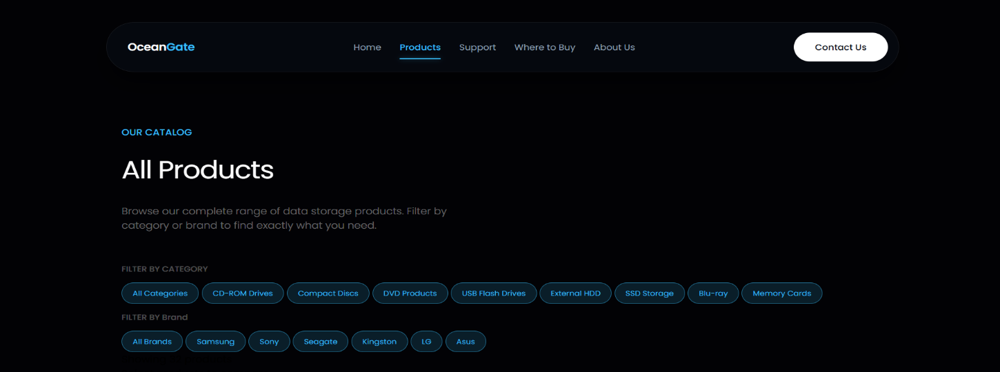 OceanGate Home Products Support Where to Buy About Us Contact Us
OUR CATALOG
All Products
Browse our complete range of data storage products. Filter by
category or brand to find exactly what you need.
FILTER BY CATEGORY
All Categories CD-ROM Drives Compact Discs DVD Products USB Flash Drives External HDD SSD Storage Blu-ray Memory Cards
FILTER BY Brand
All Brands Samsung Sony Seagate Kingston LG Asus